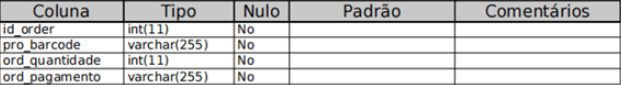 Coluna Tipo Nulo Padrão Comentários
id_order int(11) No
pro_barcode varchar(255) No
ord_quantidade int(11) No
ord_pagamento varchar(255) No